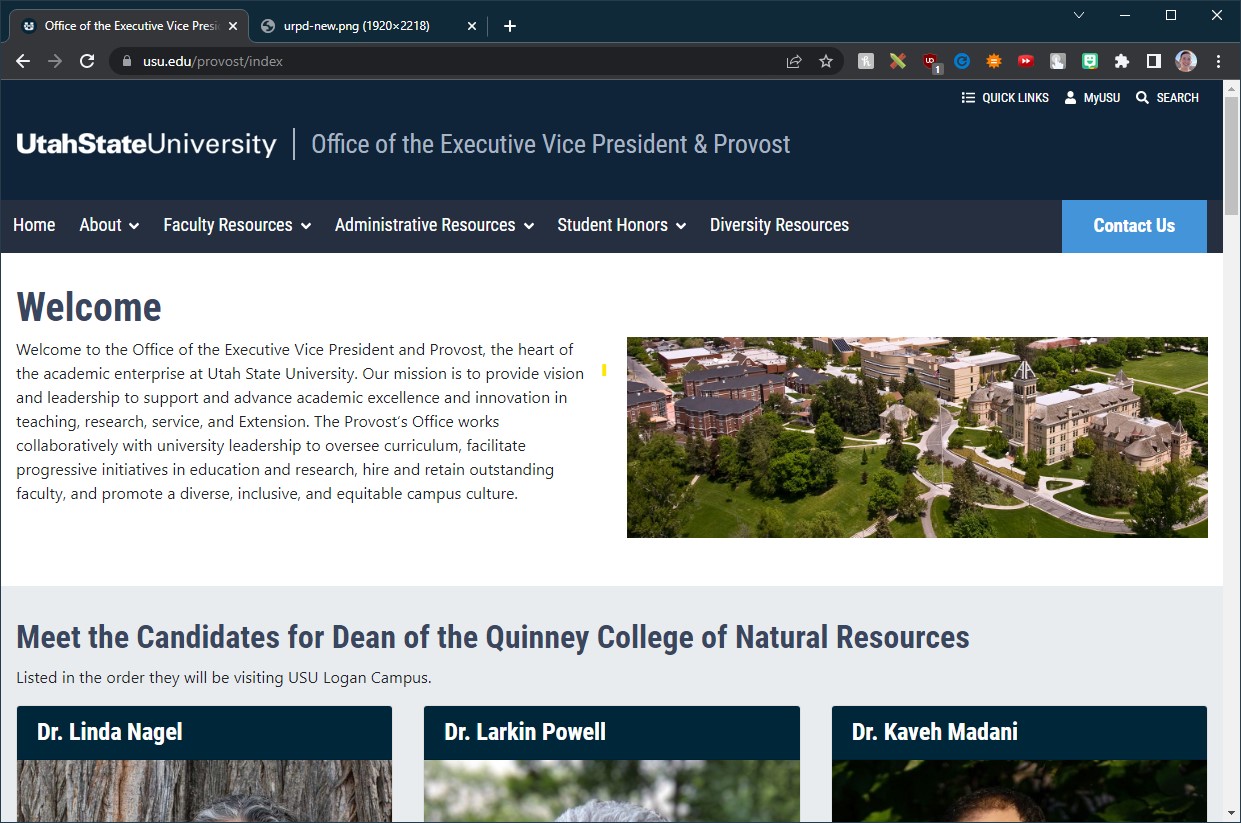 Office of the Executive Vice Presi
urpd-new.png (1920×2218)
usu.edu/provost/index
1
QUICK LINKS
MyUSU
SEARCH
UtahStateUniversity
Office of the Executive Vice President & Provost
Home
About
Faculty Resources
Administrative Resources
Student Honors
Diversity Resources
Contact Us
Welcome
Welcome to the Office of the Executive Vice President and Provost, the heart of
the academic enterprise at Utah State University. Our mission is to provide vision
and leadership to support and advance academic excellence and innovation in
teaching, research, service, and Extension. The Provost’s Office works
collaboratively with university leadership to oversee curriculum, facilitate
progressive initiatives in education and research, hire and retain outstanding
faculty, and promote a diverse, inclusive, and equitable campus culture.
Meet the Candidates for Dean of the Quinney College of Natural Resources
Listed in the order they will be visiting USU Logan Campus.
Dr. Linda Nagel
Dr. Larkin Powell
Dr. Kaveh Madani